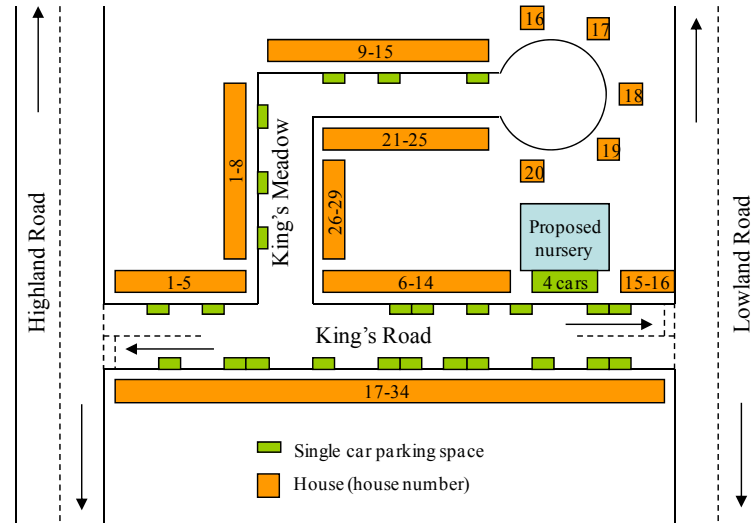 16
17
9-15
18
21-25
19
1-8
King's Meadow
26-29
20
Highland Road
Proposed
nursery
Lowland Road
1-5
6-14
4 cars
15-16
King's Road
17-34
Single car parking space
House (house number)